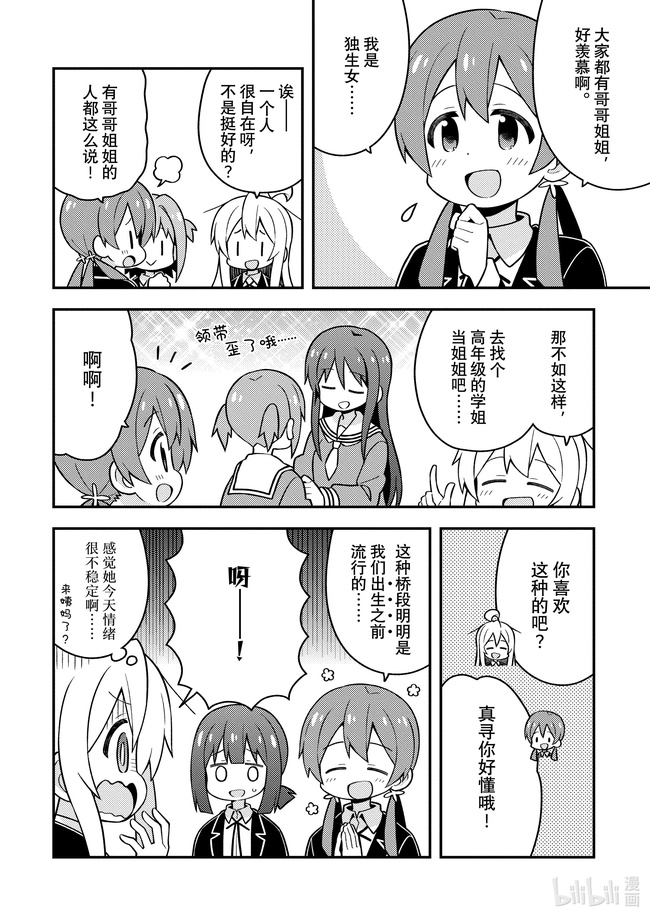 大家都有哥哥姐姐，
好羡慕啊。
我是
独生女……
诶——
一个人
很自在呀，
不是挺好的？
有哥哥姐姐的
人都这么说！
那不如这样，
去找个
高年级的学姐
当姐姐吧……
领带
歪了哦……
啊啊！
你喜欢
这种的吧？
真寻你好懂哦！
这种桥段明明是
我们出生之前
流行的……
呀——！
感觉她今天情绪
很不稳定啊……
来噜吗了？
bilibili
漫画